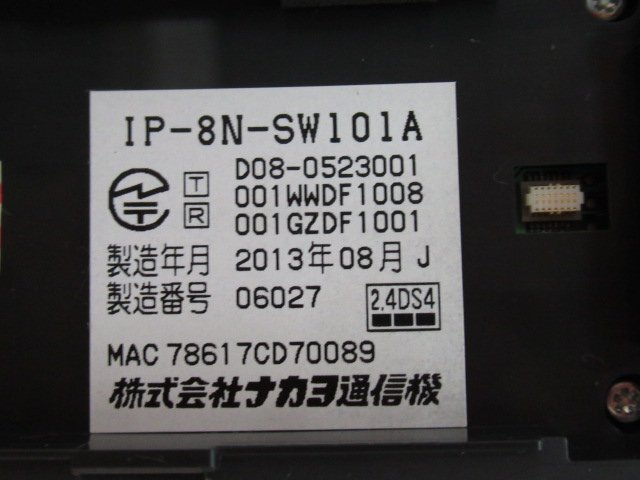 IP-8N-SW101A
T D08-0523001
001WWDF1008
R 001GZDF1001
製造年月 2013年08月 J
製造番号 06027 2.4DS4
MAC 78617CD70089
株式会社ナカヨ通信機